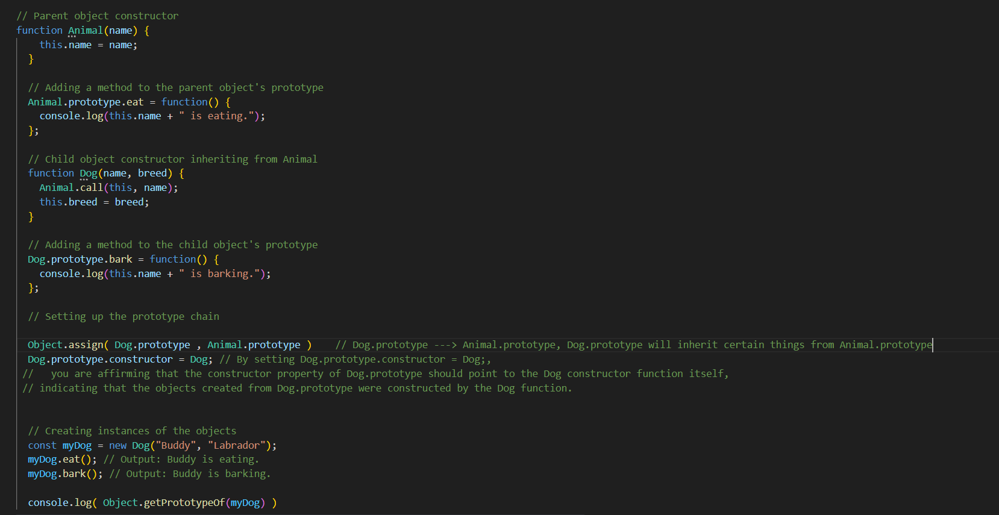 // Parent object constructor
function Animal(name) {
    this.name = name;
  }
  // Adding a method to the parent object's prototype
  Animal.prototype.eat = function() {
    console.log(this.name + " is eating.");
  };
  // Child object constructor inheriting from Animal
  function Dog(name, breed) {
    Animal.call(this, name);
    this.breed = breed;
  }
  // Adding a method to the child object's prototype
  Dog.prototype.bark = function() {
    console.log(this.name + " is barking.");
  };
  // Setting up the prototype chain
  Object.assign( Dog.prototype , Animal.prototype )    // Dog.prototype ---> Animal.prototype, Dog.prototype will inherit certain things from Animal.prototype
  Dog.prototype.constructor = Dog; // By setting Dog.prototype.constructor = Dog;,
 //   you are affirming that the constructor property of Dog.prototype should point to the Dog constructor function itself,
 // indicating that the objects created from Dog.prototype were constructed by the Dog function.
  // Creating instances of the objects
  const myDog = new Dog("Buddy", "Labrador");
  myDog.eat(); // Output: Buddy is eating.
  myDog.bark(); // Output: Buddy is barking.
  console.log( Object.getPrototypeOf(myDog) )